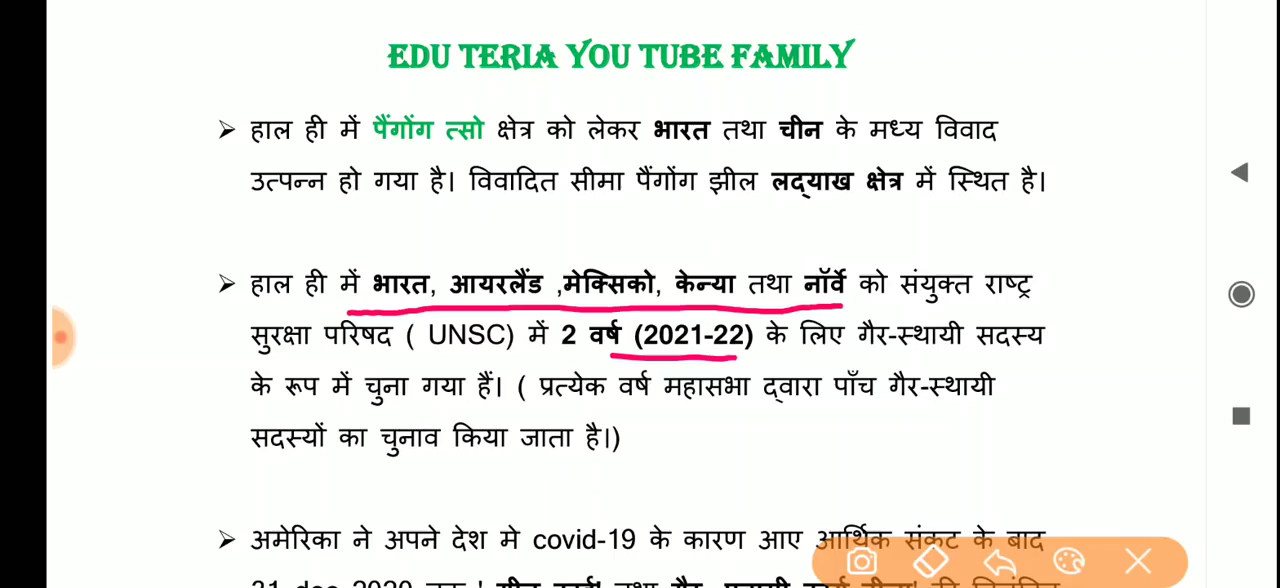 EDU TERIA YOU TUBE FAMILY
➢ हाल ही में पैंगोंग त्सो क्षेत्र को लेकर भारत तथा चीन के मध्य विवाद
उत्पन्न हो गया है। विवादित सीमा पैंगोंग झील लद्याख क्षेत्र में स्थित है।
➢ हाल ही में भारत, आयरलैंड ,मेक्सिको, केन्या तथा नॉर्वे को संयुक्त राष्ट्र
सुरक्षा परिषद ( UNSC) में 2 वर्ष (2021-22) के लिए गैर-स्थायी सदस्य
के रूप में चुना गया हैं। ( प्रत्येक वर्ष महासभा द्वारा पाँच गैर-स्थायी
सदस्यों का चुनाव किया जाता है।)
➢ अमेरिका ने अपने देश मे covid-19 के कारण आए आर्थिक संकट के बाद